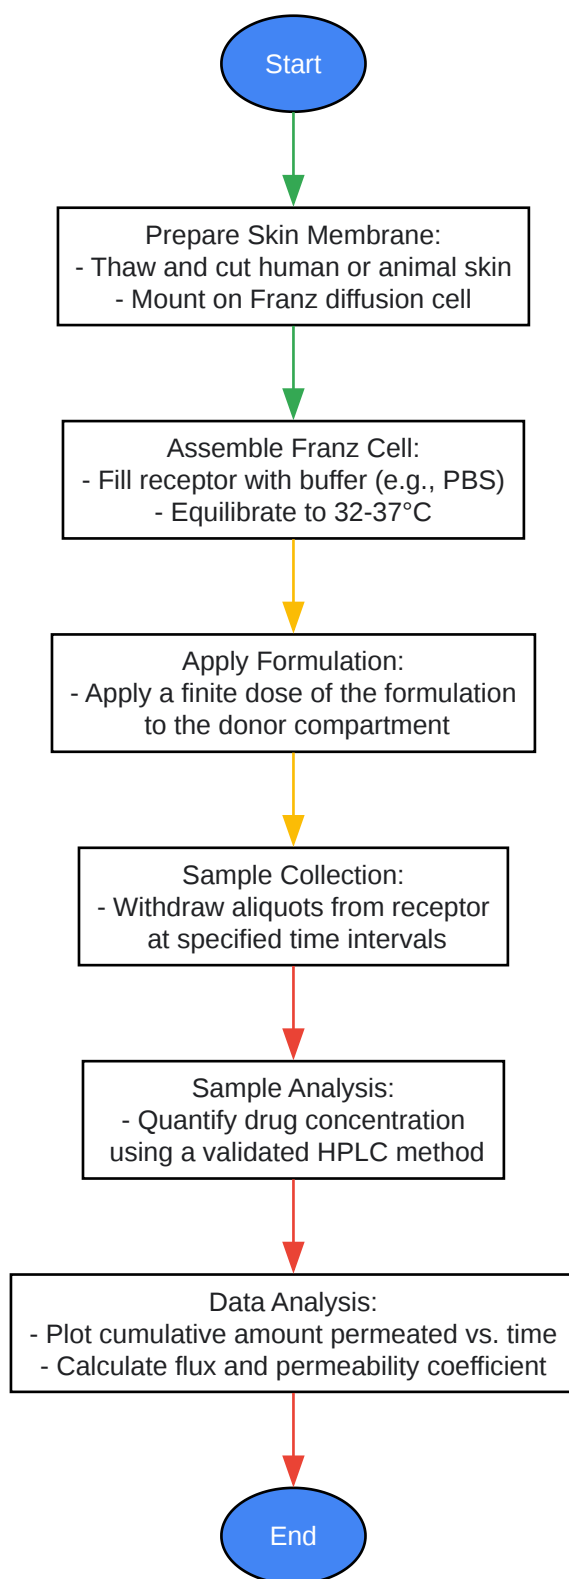 Start
Prepare Skin Membrane:
- Thaw and cut human or animal skin
- Mount on Franz diffusion cell
Assemble Franz Cell:
- Fill receptor with buffer (e.g., PBS)
- Equilibrate to 32-37°C
Apply Formulation:
- Apply a finite dose of the formulation
to the donor compartment
Sample Collection:
- Withdraw aliquots from receptor
at specified time intervals
Sample Analysis:
- Quantify drug concentration
using a validated HPLC method
Data Analysis:
- Plot cumulative amount permeated vs. time
- Calculate flux and permeability coefficient
End